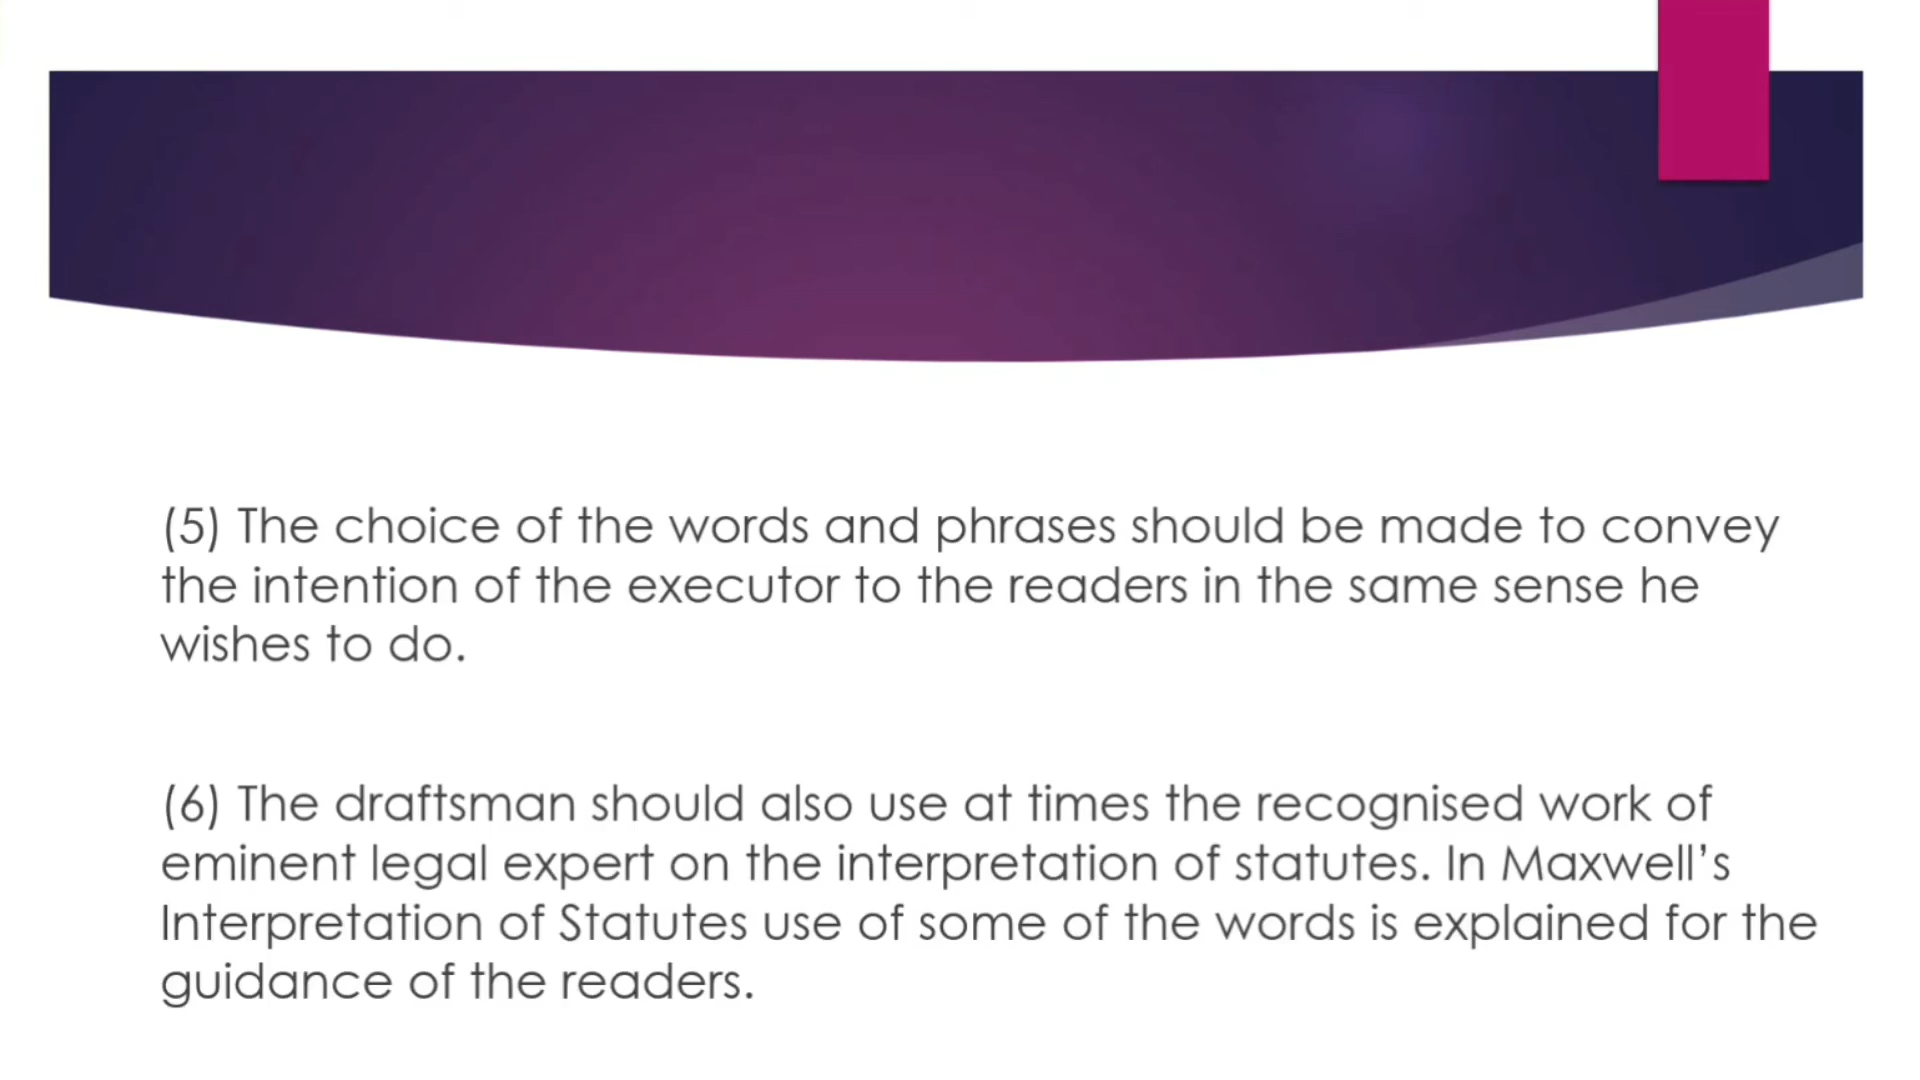 (5) The choice of the words and phrases should be made to convey
the intention of the executor to the readers in the same sense he
wishes to do.
(6) The draftsman should also use at times the recognised work of
eminent legal expert on the interpretation of statutes. In Maxwell’s
Interpretation of Statutes use of some of the words is explained for the
guidance of the readers.